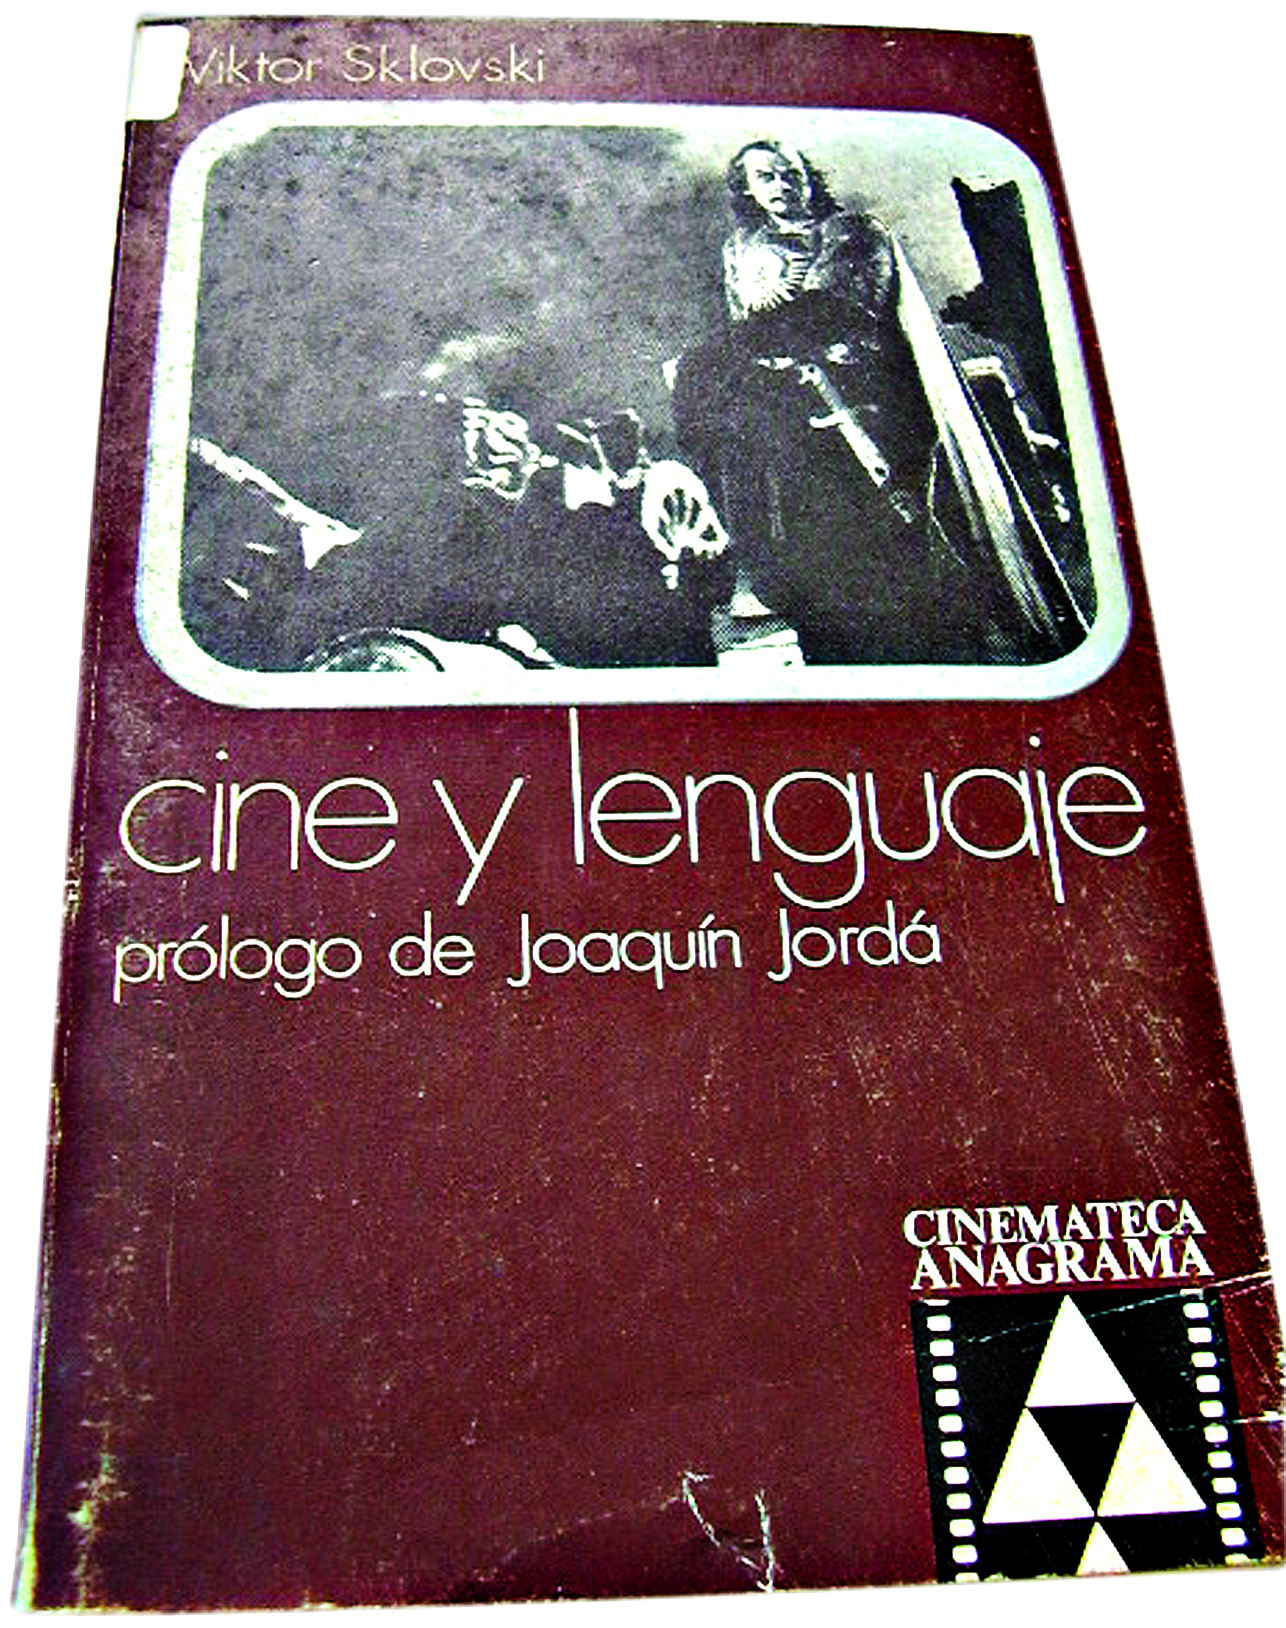 Viktor Sklovski
cine y lenguaje
prólogo de Joaquín Jordá
CINEMATECA
ANAGRAMA